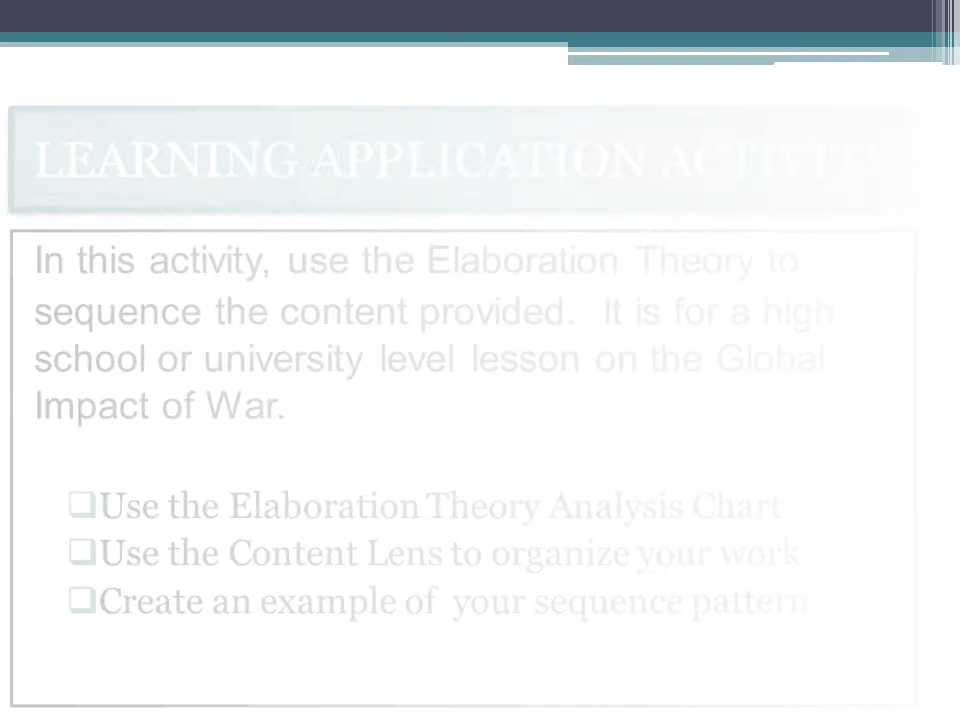 LEARNING APPLICATION ACTIVITY
In this activity, use the Elaboration Theory to
sequence the content provided. It is for a high
school or university level lesson on the Global
Impact of War.
❑Use the Elaboration Theory Analysis Chart
❑Use the Content Lens to organize your work
❑Create an example of your sequence pattern